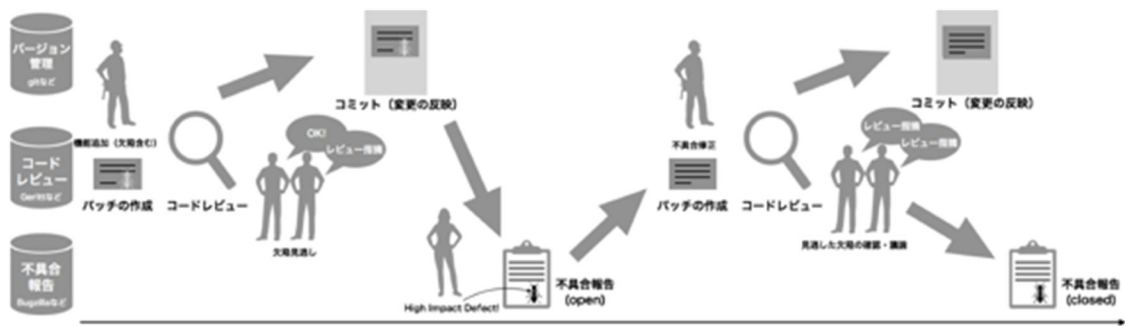 バージョン
管理
gitなど
コード
レビュー
Gerritなど
不具合
報告
Bugzillaなど
機能追加（欠陥含む）
パッチの作成
コードレビュー
OK!
レビュー指摘
欠陥見逃し
コミット（変更の反映）
High Impact Defect!
不具合報告
(open)
不具合修正
パッチの作成
コードレビュー
レビュー指摘
レビュー指摘
見逃した欠陥の確認・議論
コミット（変更の反映）
不具合報告
(closed)